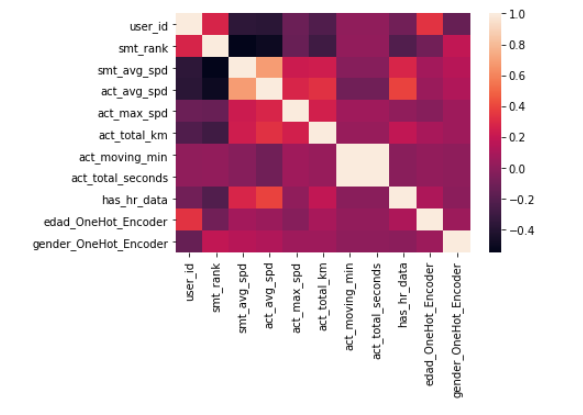 user_id
smt_rank
smt_avg_spd
act_avg_spd
act_max_spd
act_total_km
act_moving_min
act_total_seconds
has_hr_data
edad_OneHot_Encoder
gender_OneHot_Encoder
user_id
smt_rank
smt_avg_spd
act_avg_spd
act_max_spd
act_total_km
act_moving_min
act_total_seconds
has_hr_data
edad_OneHot_Encoder
gender_OneHot_Encoder
1.0
0.8
0.6
0.4
0.2
0.0
−0.2
−0.4